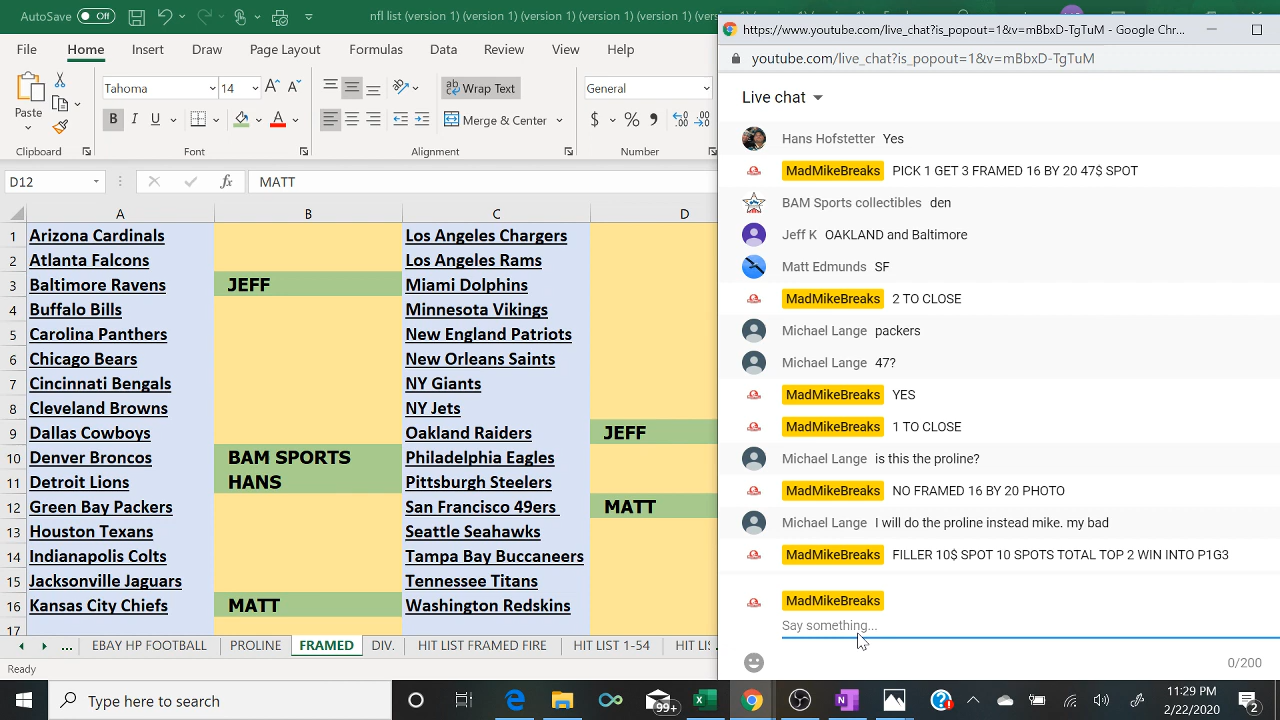 AutoSave Off
nfl list (version 1) (version 1) (version 1)
https://www.youtube.com/live_chat?is_popout=1&v=mBbxD-TgTuM - Google Chr...
youtube.com/live_chat?is_popout=1&v=mBbxD-TgTuM
File Home Insert Draw Page Layout Formulas Data Review View Help
Paste
Tahoma 14
B I U
Wrap Text
Merge & Center
General
$ % 9
Clipboard Font Alignment Number
D12 fx MATT
A B C D
1 Arizona Cardinals Los Angeles Chargers
2 Atlanta Falcons Los Angeles Rams
3 Baltimore Ravens JEFF Miami Dolphins
4 Buffalo Bills Minnesota Vikings
5 Carolina Panthers New England Patriots
6 Chicago Bears New Orleans Saints
7 Cincinnati Bengals NY Giants
8 Cleveland Browns NY Jets
9 Dallas Cowboys Oakland Raiders JEFF
10 Denver Broncos BAM SPORTS Philadelphia Eagles
11 Detroit Lions HANS Pittsburgh Steelers
12 Green Bay Packers San Francisco 49ers MATT
13 Houston Texans Seattle Seahawks
14 Indianapolis Colts Tampa Bay Buccaneers
15 Jacksonville Jaguars Tennessee Titans
16 Kansas City Chiefs MATT Washington Redskins
17
... EBAY HP FOOTBALL PROLINE FRAMED DIV. HIT LIST FRAMED FIRE HIT LIST 1-54 HIT LI ...
Ready
Live chat
Hans Hofstetter Yes
MadMikeBreaks PICK 1 GET 3 FRAMED 16 BY 20 47$ SPOT
BAM Sports collectibles den
Jeff K OAKLAND and Baltimore
Matt Edmunds SF
MadMikeBreaks 2 TO CLOSE
Michael Lange packers
Michael Lange 47?
MadMikeBreaks YES
MadMikeBreaks 1 TO CLOSE
Michael Lange is this the proline?
MadMikeBreaks NO FRAMED 16 BY 20 PHOTO
Michael Lange I will do the proline instead mike. my bad
MadMikeBreaks FILLER 10$ SPOT 10 SPOTS TOTAL TOP 2 WIN INTO P1G3
MadMikeBreaks
Say something...
0/200
Type here to search
99+
11:29 PM
2/22/2020
2